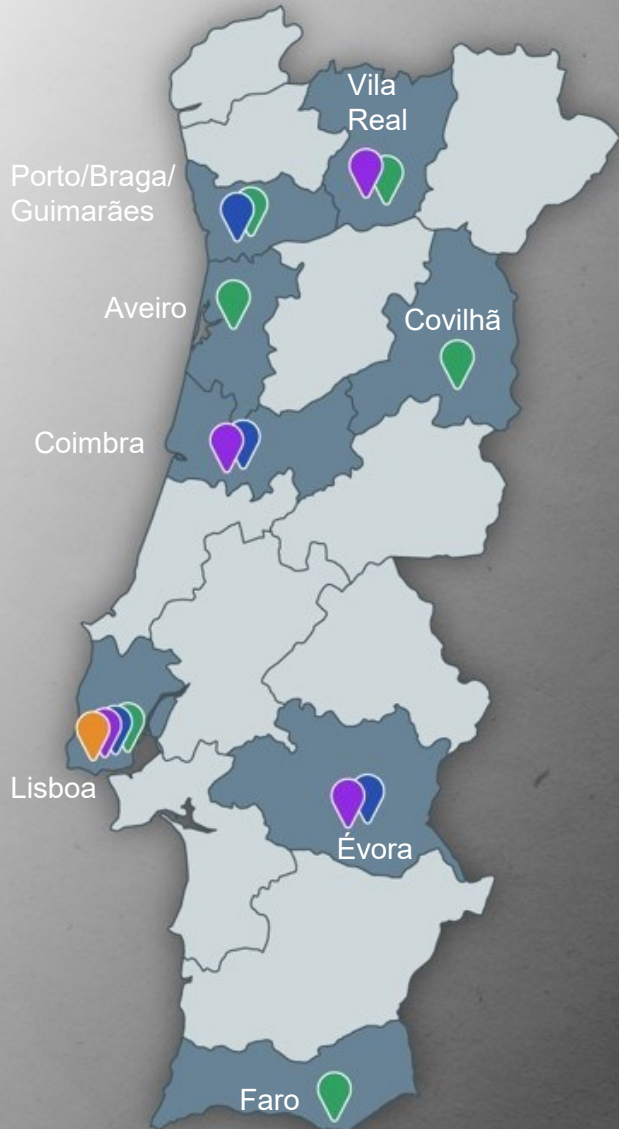 Vila
Real
Porto/Braga/
Guimarães
Aveiro
Covilhã
Coimbra
Lisboa
Évora
Faro